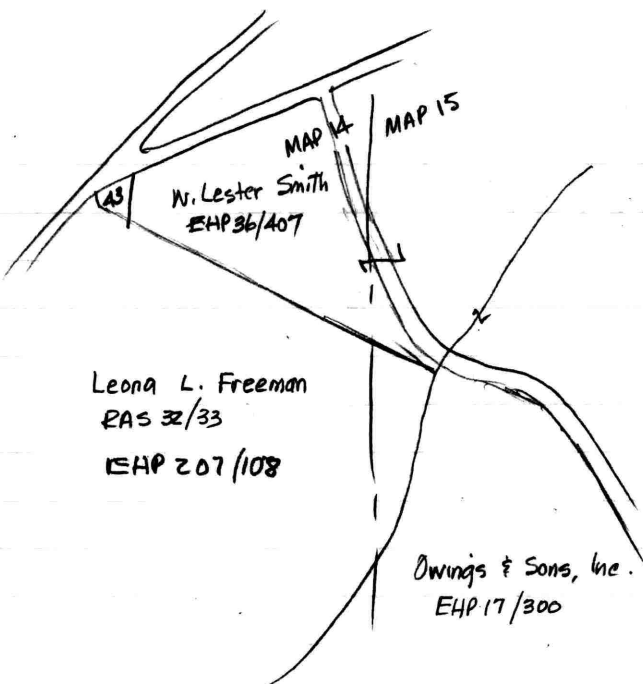 MAP 14
MAP 15
43
W. Lester Smith
EHP 36/407
Leona L. Freeman
RAS 32/33
EHP 207/108
Owings & Sons, Inc.
EHP 17/300